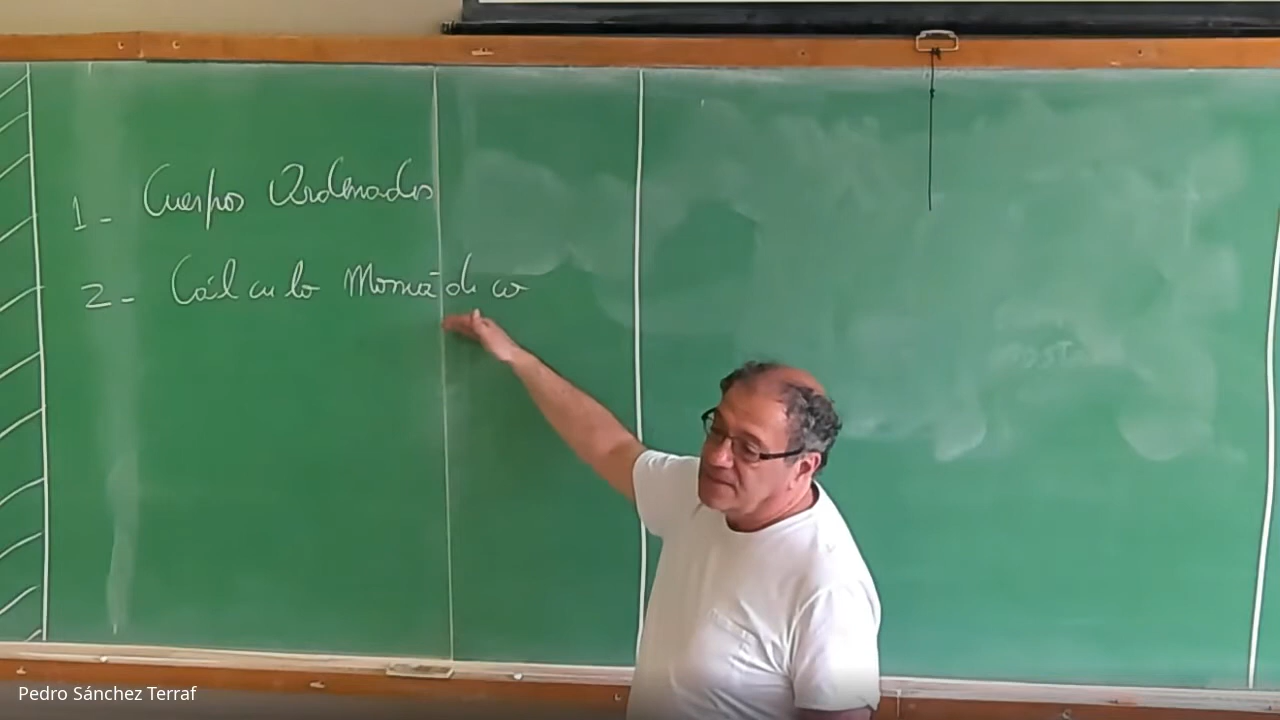 1- Cuerpos Ordenados
2- Cálculo Monádico
Pedro Sánchez Terraf